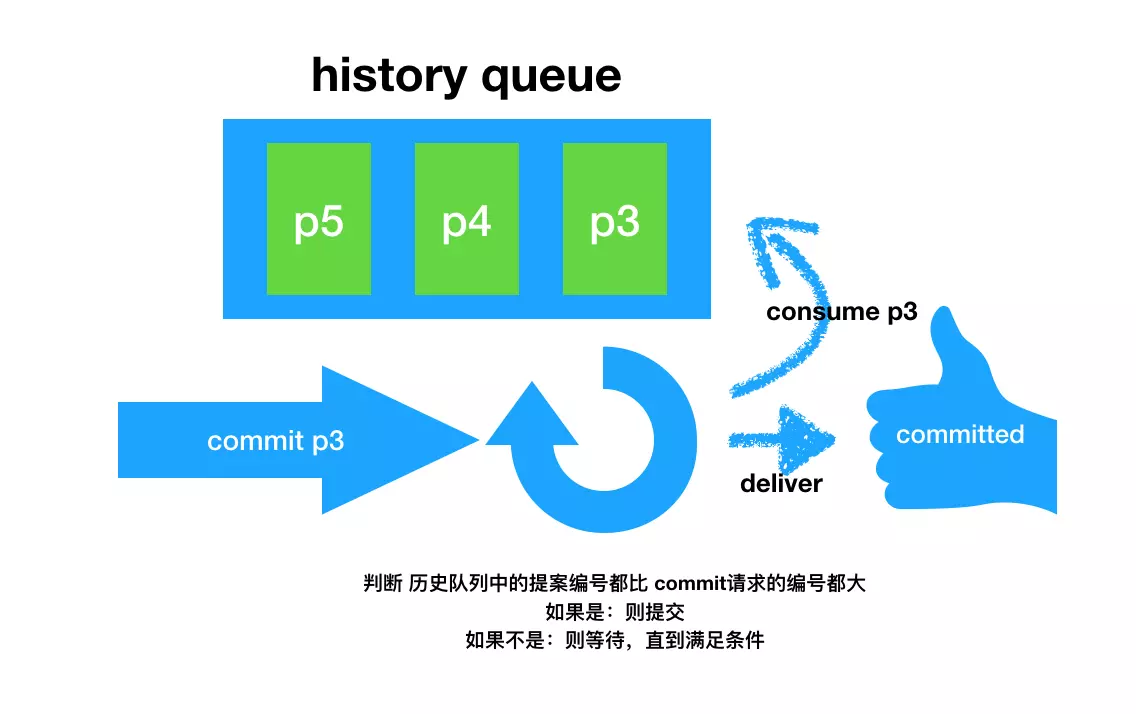 history queue
p5
p4
p3
consume p3
commit p3
committed
deliver
判断 历史队列中的提案编号都比 commit请求的编号都大
如果是：则提交
如果不是：则等待，直到满足条件